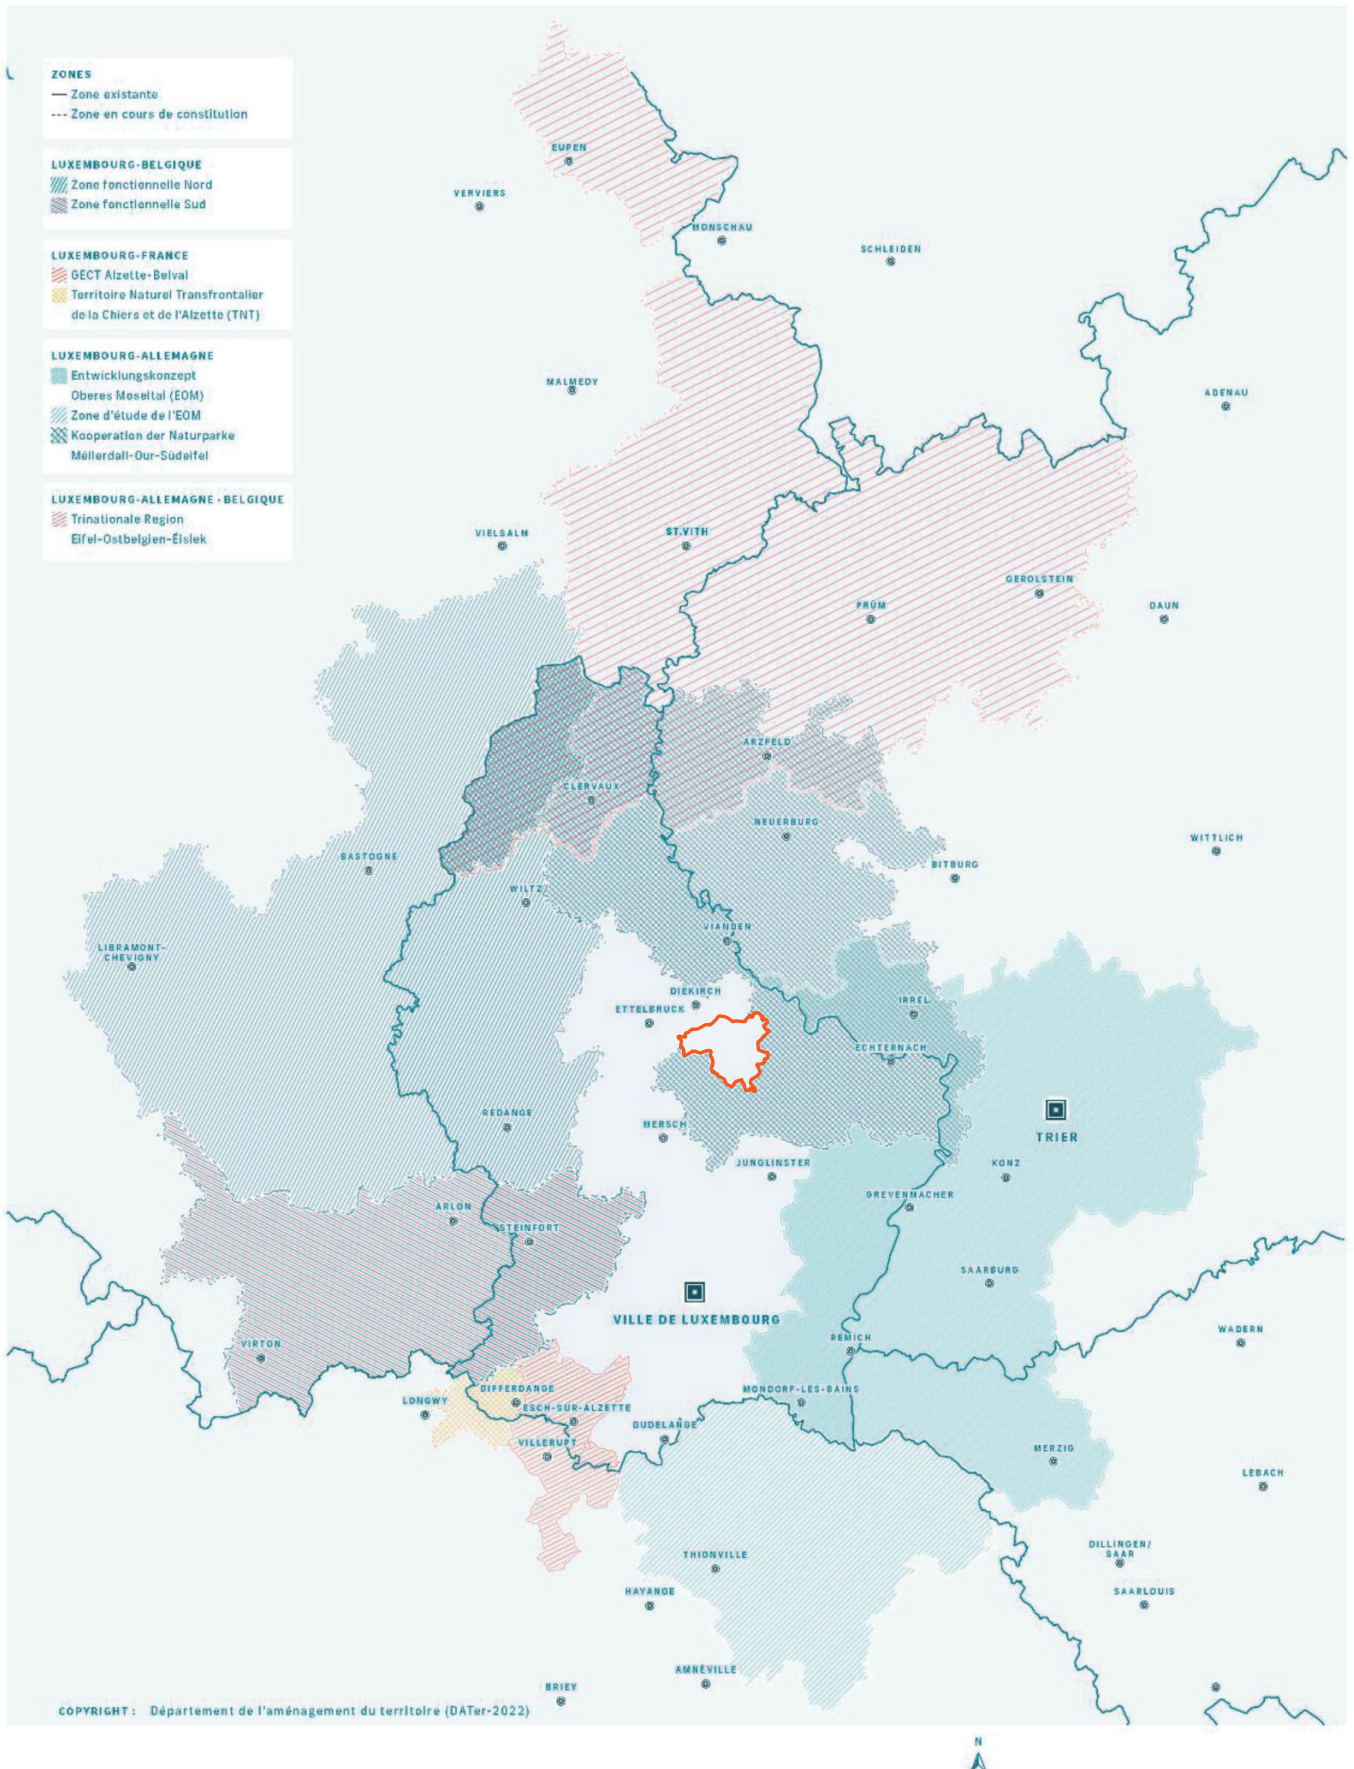 ZONES
Zone existante
Zone en cours de constitution
LUXEMBOURG-BELGIQUE
Zone fonctionnelle Nord
Zone fonctionnelle Sud
LUXEMBOURG-FRANCE
GECT Alzette-Belval
Territoire Naturel Transfrontalier
de la Chiers et de l'Alzette (TNT)
LUXEMBOURG-ALLEMAGNE
Entwicklungskonzept
Oberes Moseltal (EOM)
Zone d'étude de l'EOM
Kooperation der Naturparke
Mëllerdall-Our-Südeifel
LUXEMBOURG-ALLEMAGNE - BELGIQUE
Trinationale Region
Eifel-Ostbelgien-Éislek
EUPEN
VERVIERS
MONSCHAU
SCHLEIDEN
MALMEDY
ADENAU
VIELSALM
ST.VITH
GEROLSTEIN
PRÜM
DAUN
ARZFELD
CLERVAUX
NEUERBURG
WITTLICH
BASTOGNE
BITBURG
WILTZ
VIANDEN
LIBRAMONT-
CHEVIGNY
DIEKIRCH
IRREL
ETTELBRUCK
ECHTERNACH
REDANGE
MERSCH
TRIER
JUNGLINSTER
KONZ
GREVENMACHER
ARLON
STEINFORT
SAARBURG
VILLE DE LUXEMBOURG
WADERN
REMICH
VIRTON
DIFFERDANGE
MONDORF-LES-BAINS
LONGWY
ESCH-SUR-ALZETTE
DUDELANGE
VILLERUPT
MERZIG
LEBACH
THIONVILLE
DILLINGEN/
SAAR
HAYANGE
SAARLOUIS
AMNÉVILLE
BRIEY
COPYRIGHT : Département de l'aménagement du territoire (DATer-2022)
N